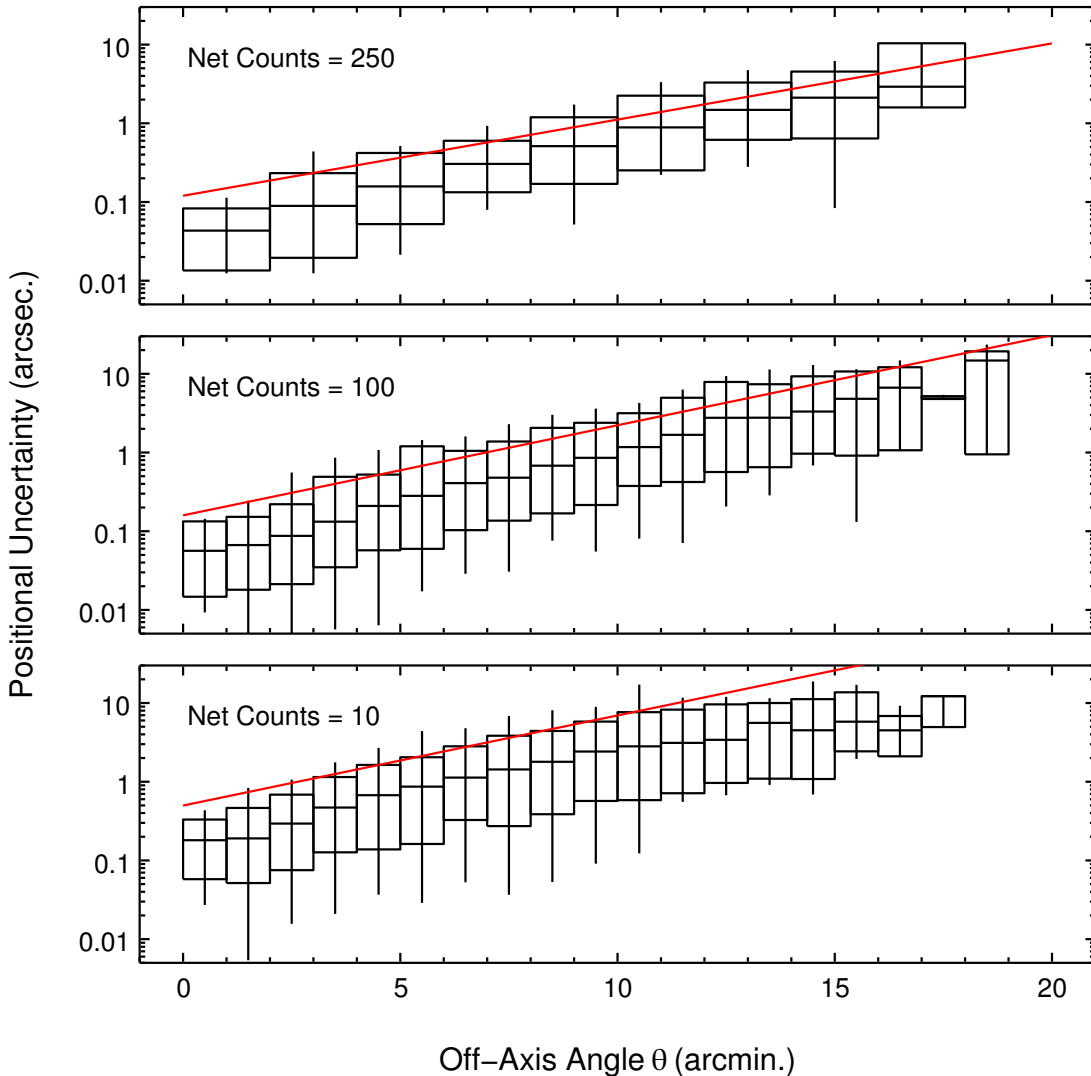 Positional Uncertainty (arcsec.)
Net Counts = 250
10
1
0.1
0.01
Net Counts = 100
10
1
0.1
0.01
Net Counts = 10
10
1
0.1
0.01
0 5 10 15 20
Off−Axis Angle θ (arcmin.)